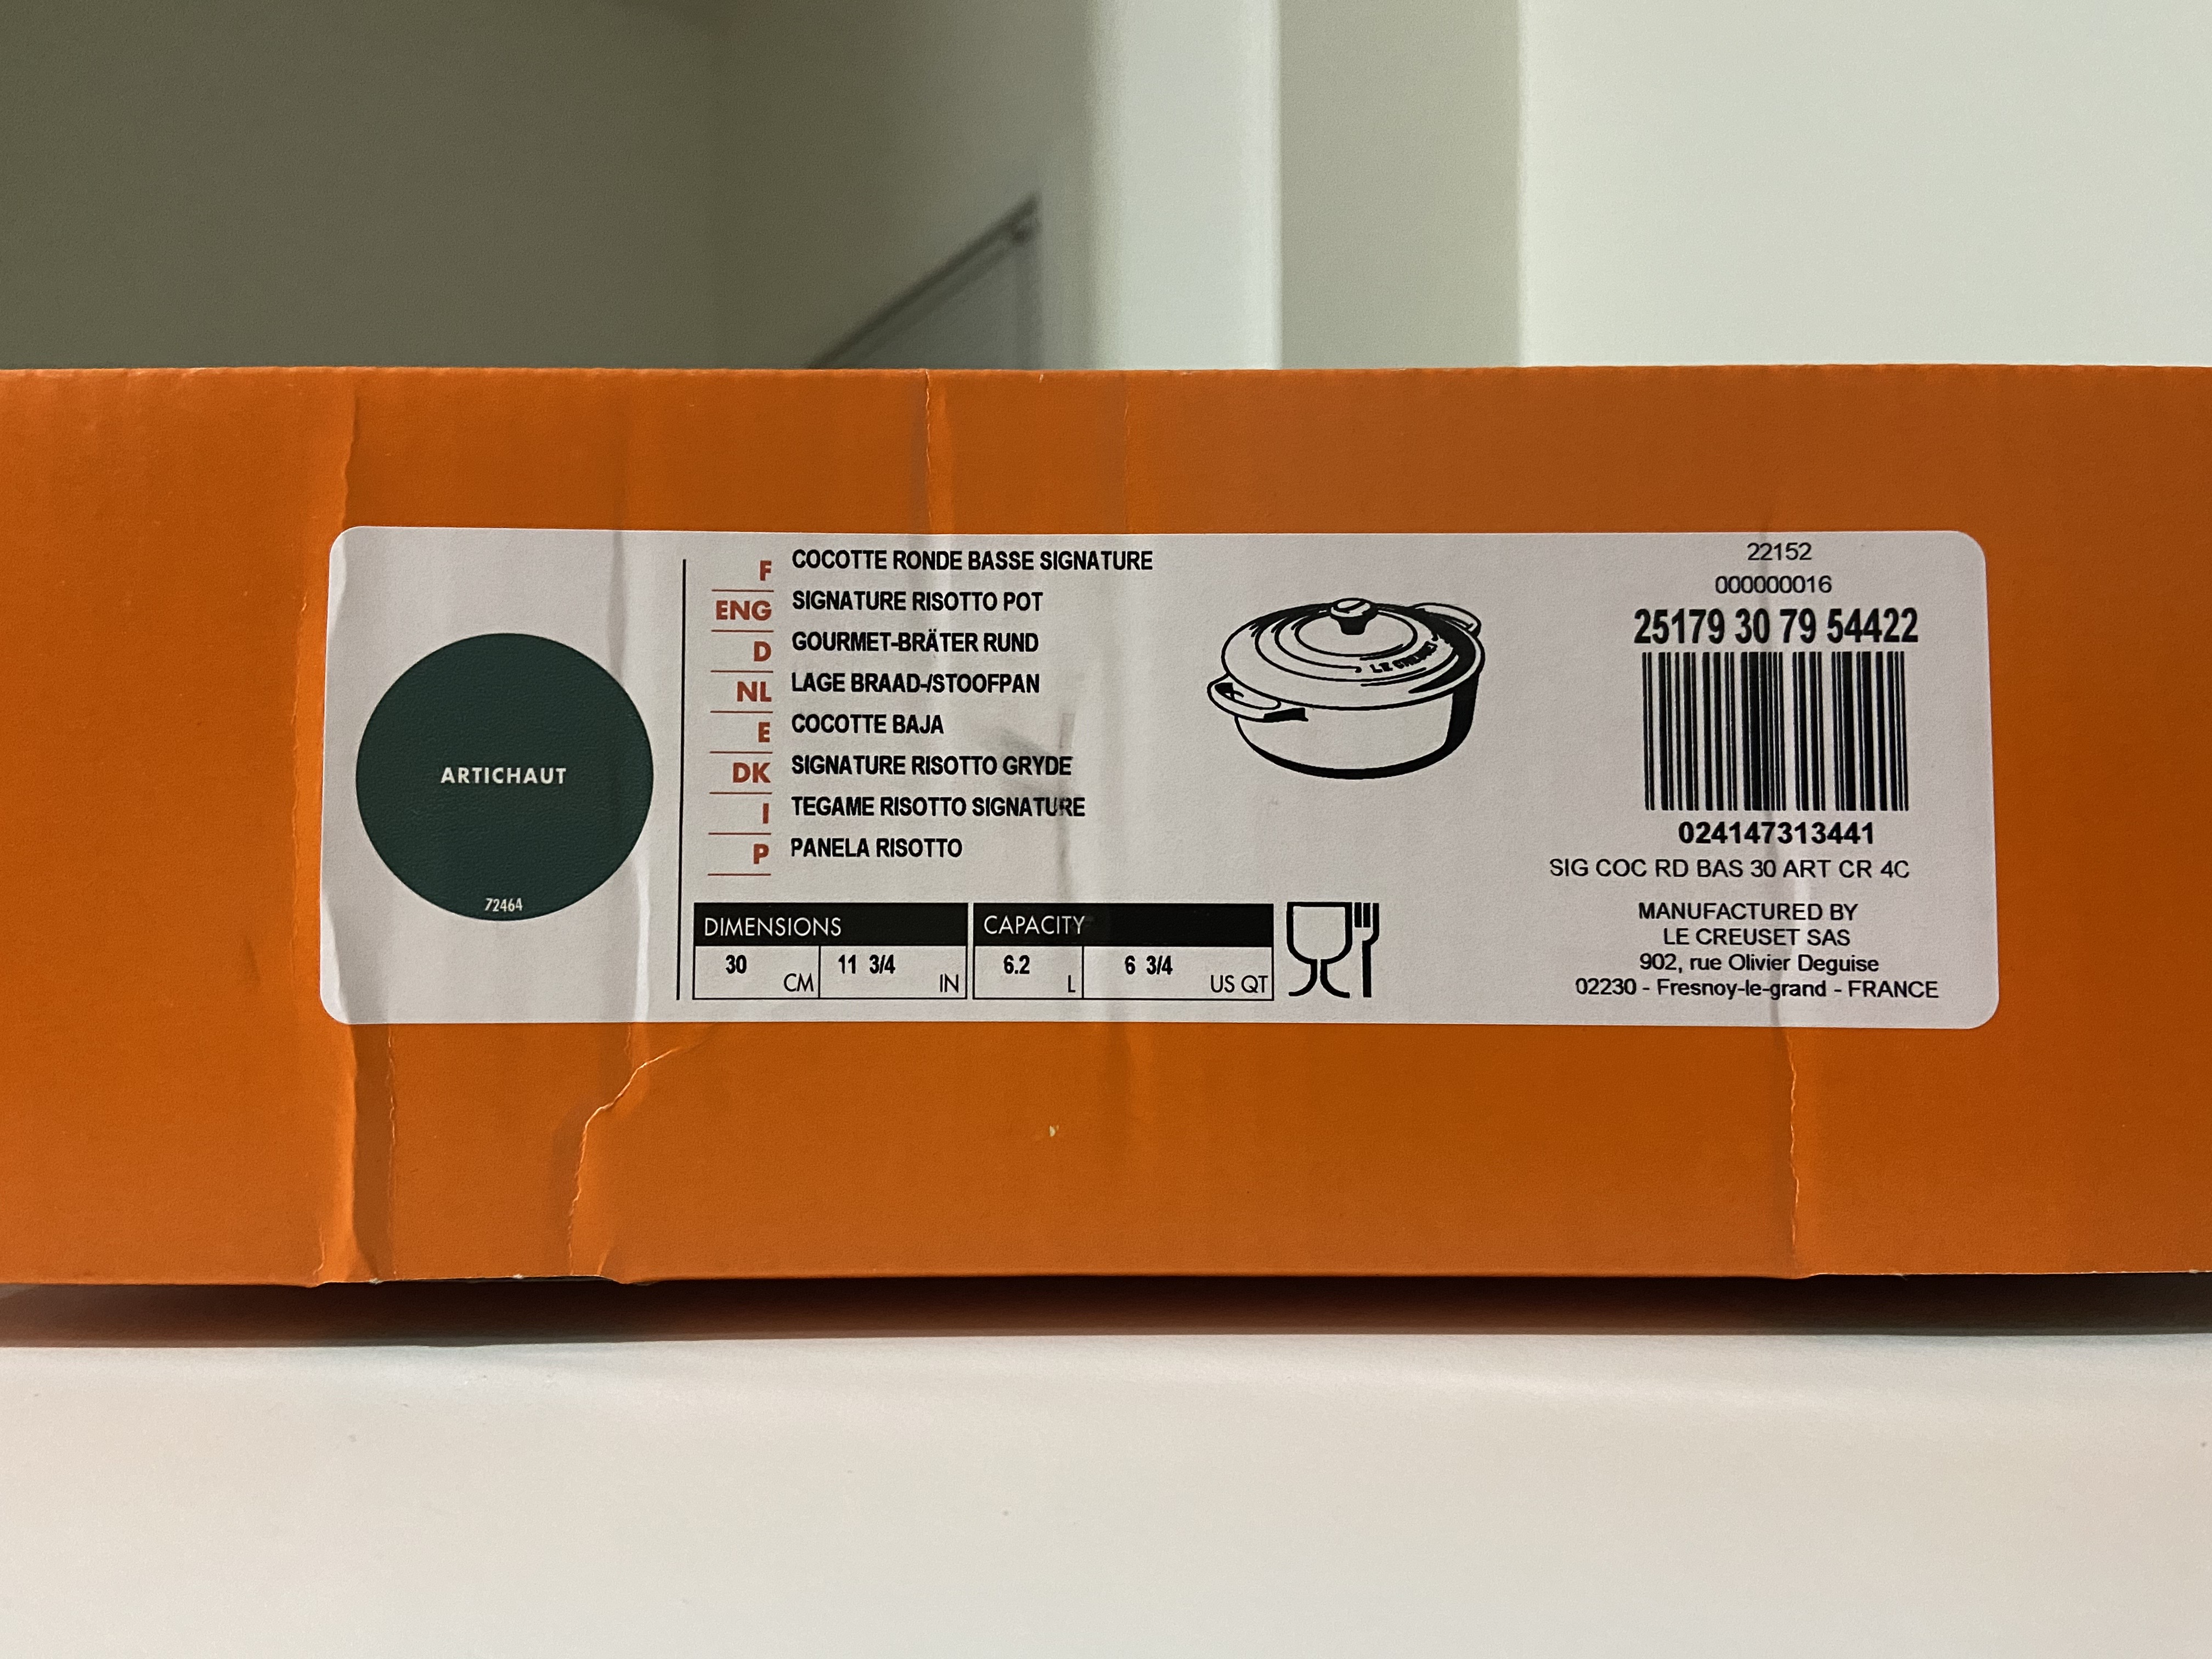 ARTICHAUT
72464
F COCOTTE RONDE BASSE SIGNATURE
ENG SIGNATURE RISOTTO POT
D GOURMET-BRÄTER RUND
NL LAGE BRAAD-/STOOFPAN
E COCOTTE BAJA
DK SIGNATURE RISOTTO GRYDE
I TEGAME RISOTTO SIGNATURE
P PANELA RISOTTO
DIMENSIONS
30 CM 11 3/4 IN
CAPACITY
6.2 L 6 3/4 US QT
LE CREUSET
22152
000000016
25179 30 79 54422
024147313441
SIG COC RD BAS 30 ART CR 4C
MANUFACTURED BY
LE CREUSET SAS
902, rue Olivier Deguise
02230 - Fresnoy-le-grand - FRANCE